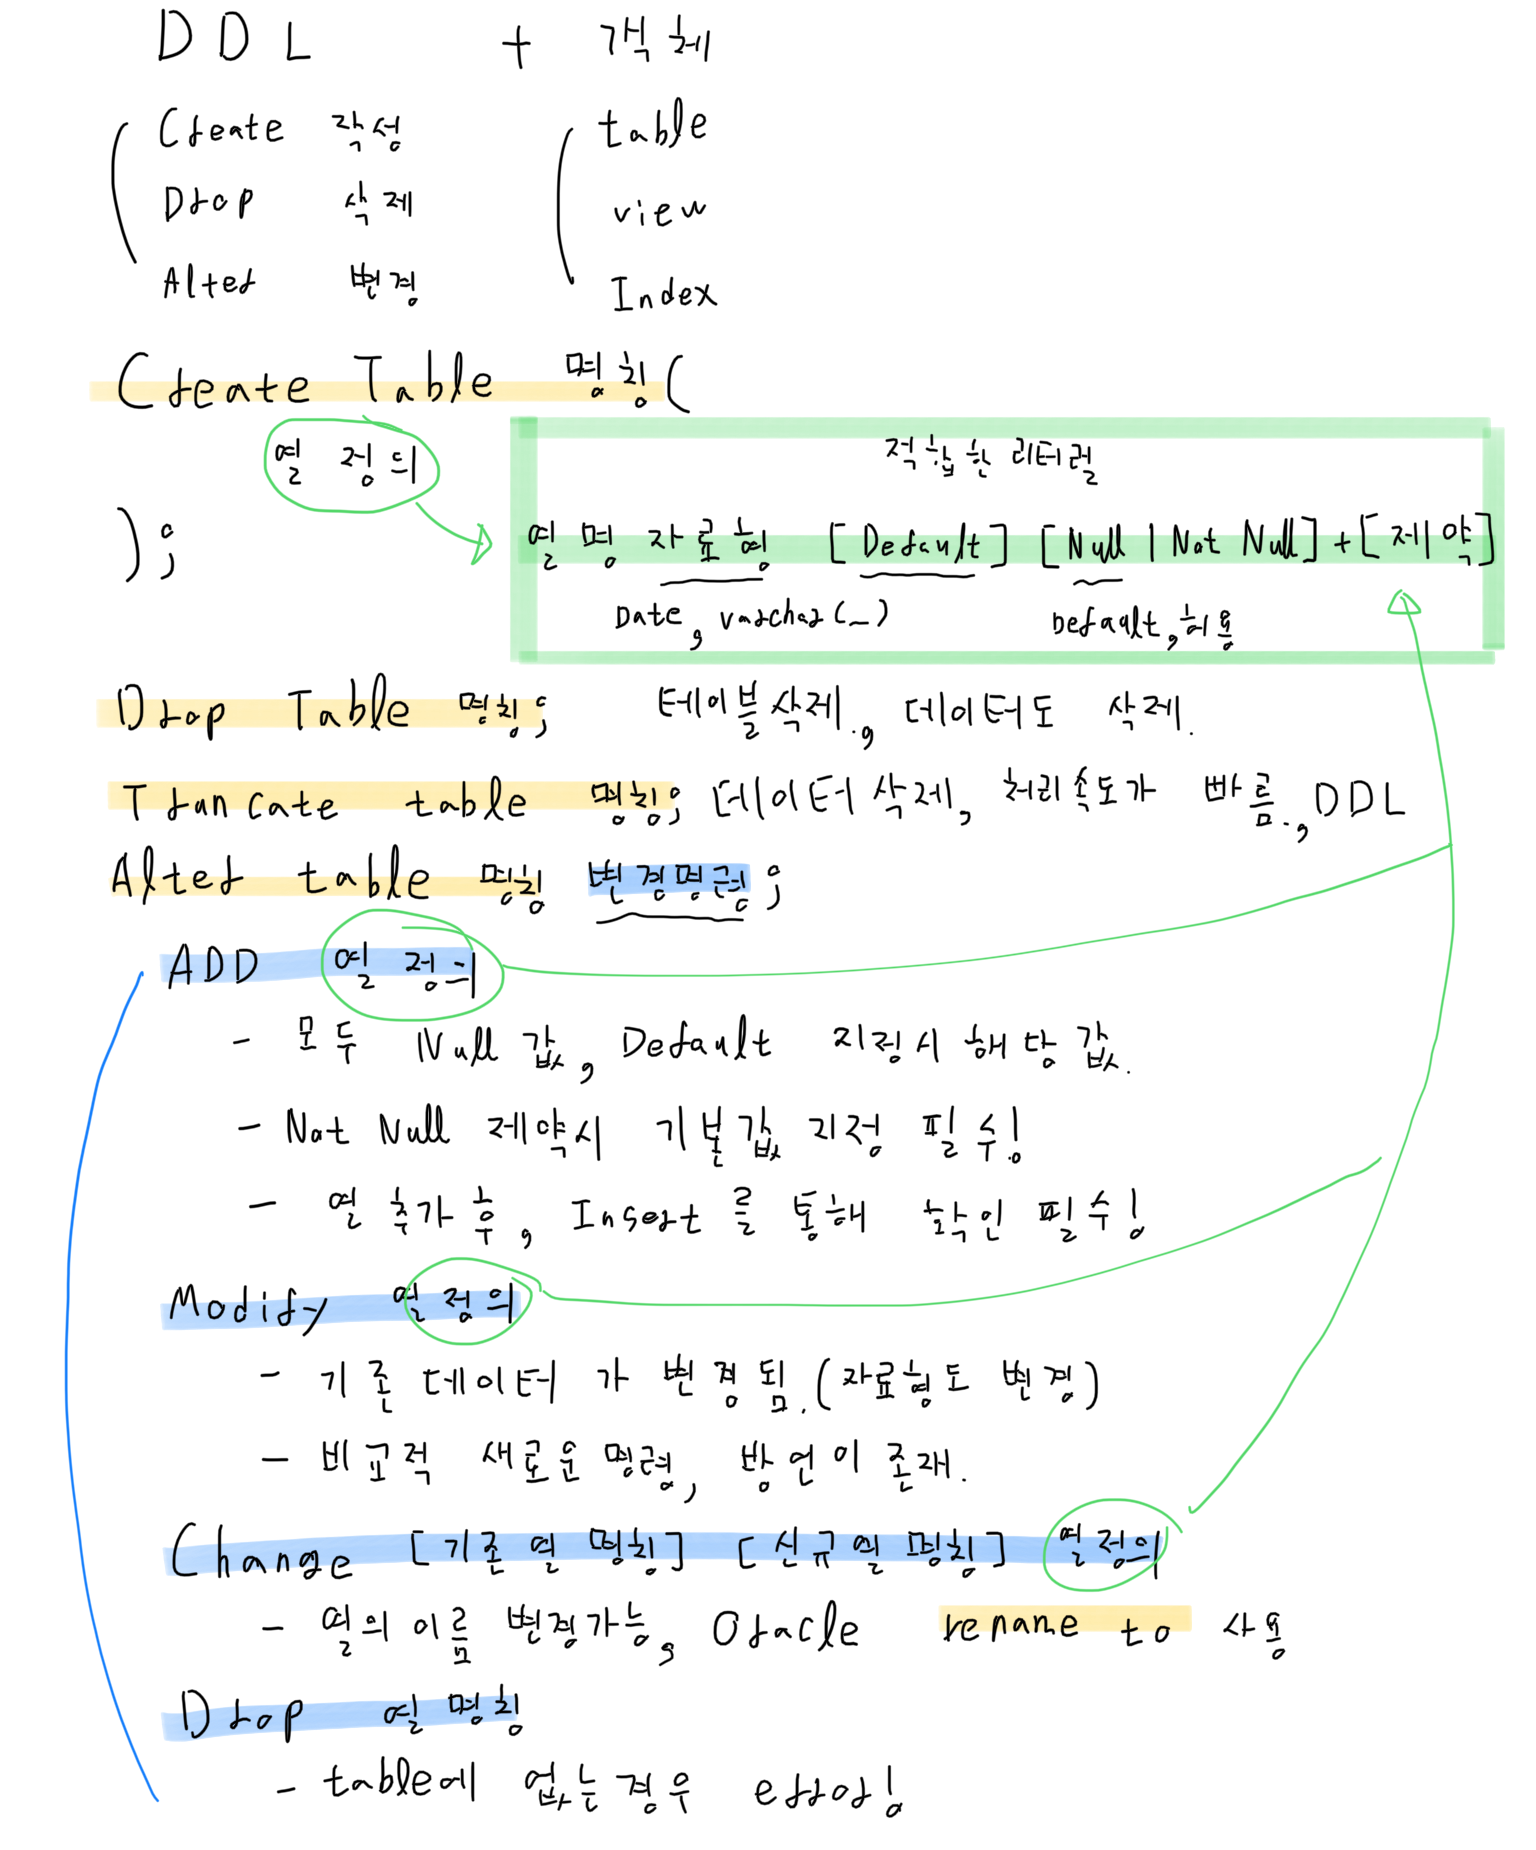 DDL + 객체
Create 작성 table
Drop 삭제 view
Alter 변경 Index
Create Table 명칭(
열 정의
적합한 리터럴
);
열 명 자료형 [Default] [Null | Not Null] + [제약]
Date, varchar(_) Default, 허용
Drop Table 명칭; 테이블삭제., 데이터도 삭제.
Truncate table 명칭; 데이터삭제, 처리속도가 빠름., DDL
Alter table 명칭 변경명령;
ADD 열 정의
- 모두 Null 값, Default 지정시 해당 값.
- Not Null 제약시 기본값 지정 필수!
- 열 추가 후, Insert 를 통해 확인 필수!
Modify 열정의
- 기존 데이터 가 변경됨.(자료형도 변경)
- 비교적 새로운 명령, 방언이 존재.
Change [기존 열 명칭] [신규열 명칭] 열정의
- 열의 이름 변경가능, Oracle rename to 사용
Drop 열 명칭
- table에 없는 경우 error!